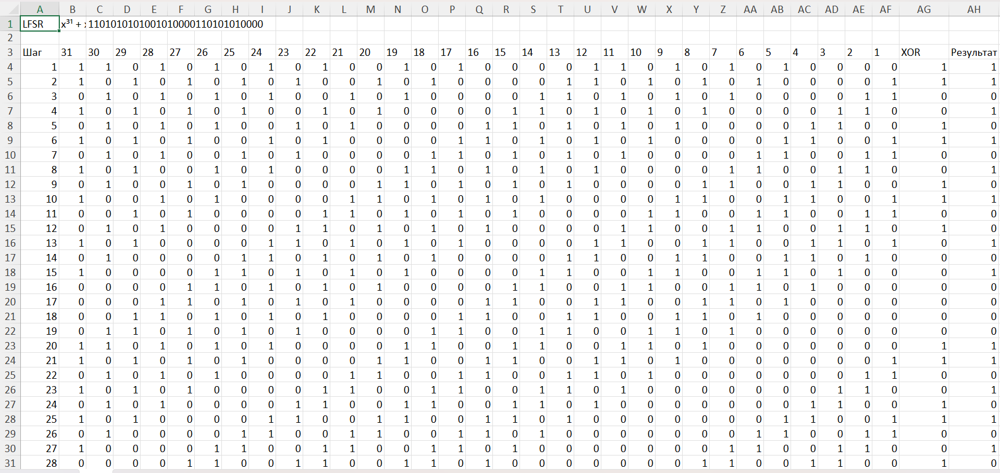 A B C D E F G H I J K L M N O P Q R S T U V W X Y Z AA AB AC AD AE AF AG AH
1 LFSR x³¹ + 1101010101001010000110101010000
2
3 Шаг 31 30 29 28 27 26 25 24 23 22 21 20 19 18 17 16 15 14 13 12 11 10 9 8 7 6 5 4 3 2 1 XOR Результат
4 1 1 1 0 1 0 1 0 1 0 1 0 0 1 0 1 0 0 0 0 1 1 0 1 0 1 0 1 0 0 0 0 1 1
5 2 1 0 1 0 1 0 1 0 1 0 0 1 0 1 0 0 0 0 1 1 0 1 0 1 0 1 0 0 0 0 1 1 1
6 3 0 1 0 1 0 1 0 1 0 0 1 0 1 0 0 0 0 1 1 0 1 0 1 0 1 0 0 0 0 1 1 0 0
7 4 1 0 1 0 1 0 1 0 0 1 0 1 0 0 0 0 1 1 0 1 0 1 0 1 0 0 0 0 1 1 0 0 1
8 5 0 1 0 1 0 1 0 0 1 0 1 0 0 0 0 1 1 0 1 0 1 0 1 0 0 0 0 1 1 0 0 1 0
9 6 1 0 1 0 1 0 0 1 0 1 0 0 0 0 1 1 0 1 0 1 0 1 0 0 0 0 1 1 0 0 1 1 1
10 7 0 1 0 1 0 0 1 0 1 0 0 0 0 1 1 0 1 0 1 0 1 0 0 0 0 1 1 0 0 1 1 0 0
11 8 1 0 1 0 0 1 0 1 0 0 0 0 1 1 0 1 0 1 0 1 0 0 0 0 1 1 0 0 1 1 0 0 1
12 9 0 1 0 0 1 0 1 0 0 0 0 1 1 0 1 0 1 0 1 0 0 0 0 1 1 0 0 1 1 0 0 1 0
13 10 1 0 0 1 0 1 0 0 0 0 1 1 0 1 0 1 0 1 0 0 0 0 1 1 0 0 1 1 0 0 1 1 1
14 11 0 0 1 0 1 0 0 0 0 1 1 0 1 0 1 0 1 0 0 0 0 1 1 0 0 1 1 0 0 1 1 0 0
15 12 0 1 0 1 0 0 0 0 1 1 0 1 0 1 0 1 0 0 0 0 1 1 0 0 1 1 0 0 1 1 0 1 0
16 13 1 0 1 0 0 0 0 1 1 0 1 0 1 0 1 0 0 0 0 1 1 0 0 1 1 0 0 1 1 0 1 0 1
17 14 0 1 0 0 0 0 1 1 0 1 0 1 0 1 0 0 0 0 1 1 0 0 1 1 0 0 1 1 0 1 0 0 0
18 15 1 0 0 0 0 1 1 0 1 0 1 0 1 0 0 0 0 1 1 0 0 1 1 0 0 1 1 0 1 0 0 0 1
19 16 0 0 0 0 1 1 0 1 0 1 0 1 0 0 0 0 1 1 0 0 1 1 0 0 1 1 0 1 0 0 0 0 0
20 17 0 0 0 1 1 0 1 0 1 0 1 0 0 0 0 1 1 0 0 1 1 0 0 1 1 0 1 0 0 0 0 0 0
21 18 0 0 1 1 0 1 0 1 0 1 0 0 0 0 1 1 0 0 1 1 0 0 1 1 0 1 0 0 0 0 0 0 0
22 19 0 1 1 0 1 0 1 0 1 0 0 0 0 1 1 0 0 1 1 0 0 1 1 0 1 0 0 0 0 0 0 0 0
23 20 1 1 0 1 0 1 0 1 0 0 0 0 1 1 0 0 1 1 0 0 1 1 0 1 0 0 0 0 0 0 0 1 1
24 21 1 0 1 0 1 0 1 0 0 0 0 1 1 0 0 1 1 0 0 1 1 0 1 0 0 0 0 0 0 0 1 1 1
25 22 0 1 0 1 0 1 0 0 0 0 1 1 0 0 1 1 0 0 1 1 0 1 0 0 0 0 0 0 0 1 1 0 0
26 23 1 0 1 0 1 0 0 0 0 1 1 0 0 1 1 0 0 1 1 0 1 0 0 0 0 0 0 0 1 1 0 0 1
27 24 0 1 0 1 0 0 0 0 1 1 0 0 1 1 0 0 1 1 0 1 0 0 0 0 0 0 0 1 1 0 0 1 0
28 25 1 0 1 0 0 0 0 1 1 0 0 1 1 0 0 1 1 0 1 0 0 0 0 0 0 0 1 1 0 0 1 1 1
29 26 0 1 0 0 0 0 1 1 0 0 1 1 0 0 1 1 0 1 0 0 0 0 0 0 0 1 1 0 0 1 1 0 0
30 27 1 0 0 0 0 1 1 0 0 1 1 0 0 1 1 0 1 0 0 0 0 0 0 0 1 1 0 0 1 1 0 0 1
31 28 0 0 0 0 1 1 0 0 1 1 0 0 1 1 0 1 0 0 0 0 0 0 0 1 1 0 0 1 1 0 0 1 0